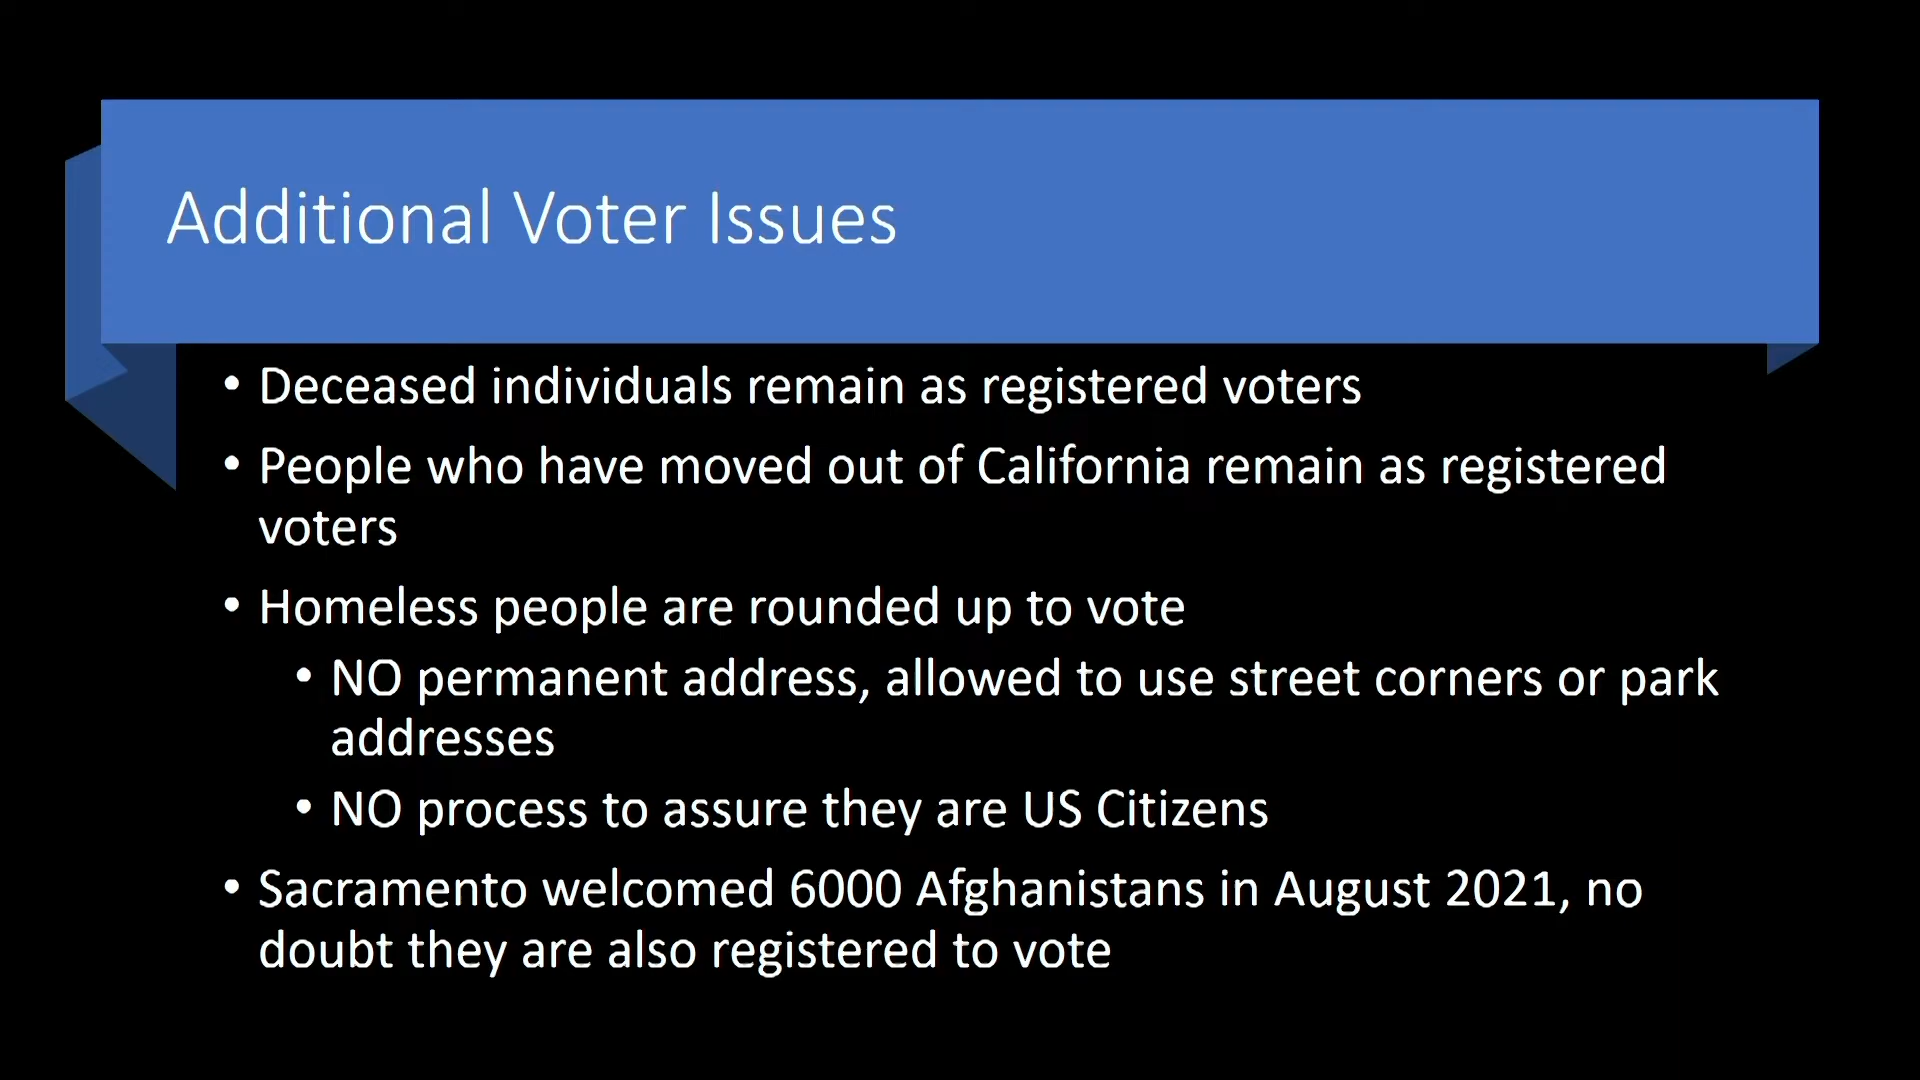 Additional Voter Issues
• Deceased individuals remain as registered voters
• People who have moved out of California remain as registered
voters
• Homeless people are rounded up to vote
• NO permanent address, allowed to use street corners or park
addresses
• NO process to assure they are US Citizens
• Sacramento welcomed 6000 Afghanistans in August 2021, no
doubt they are also registered to vote